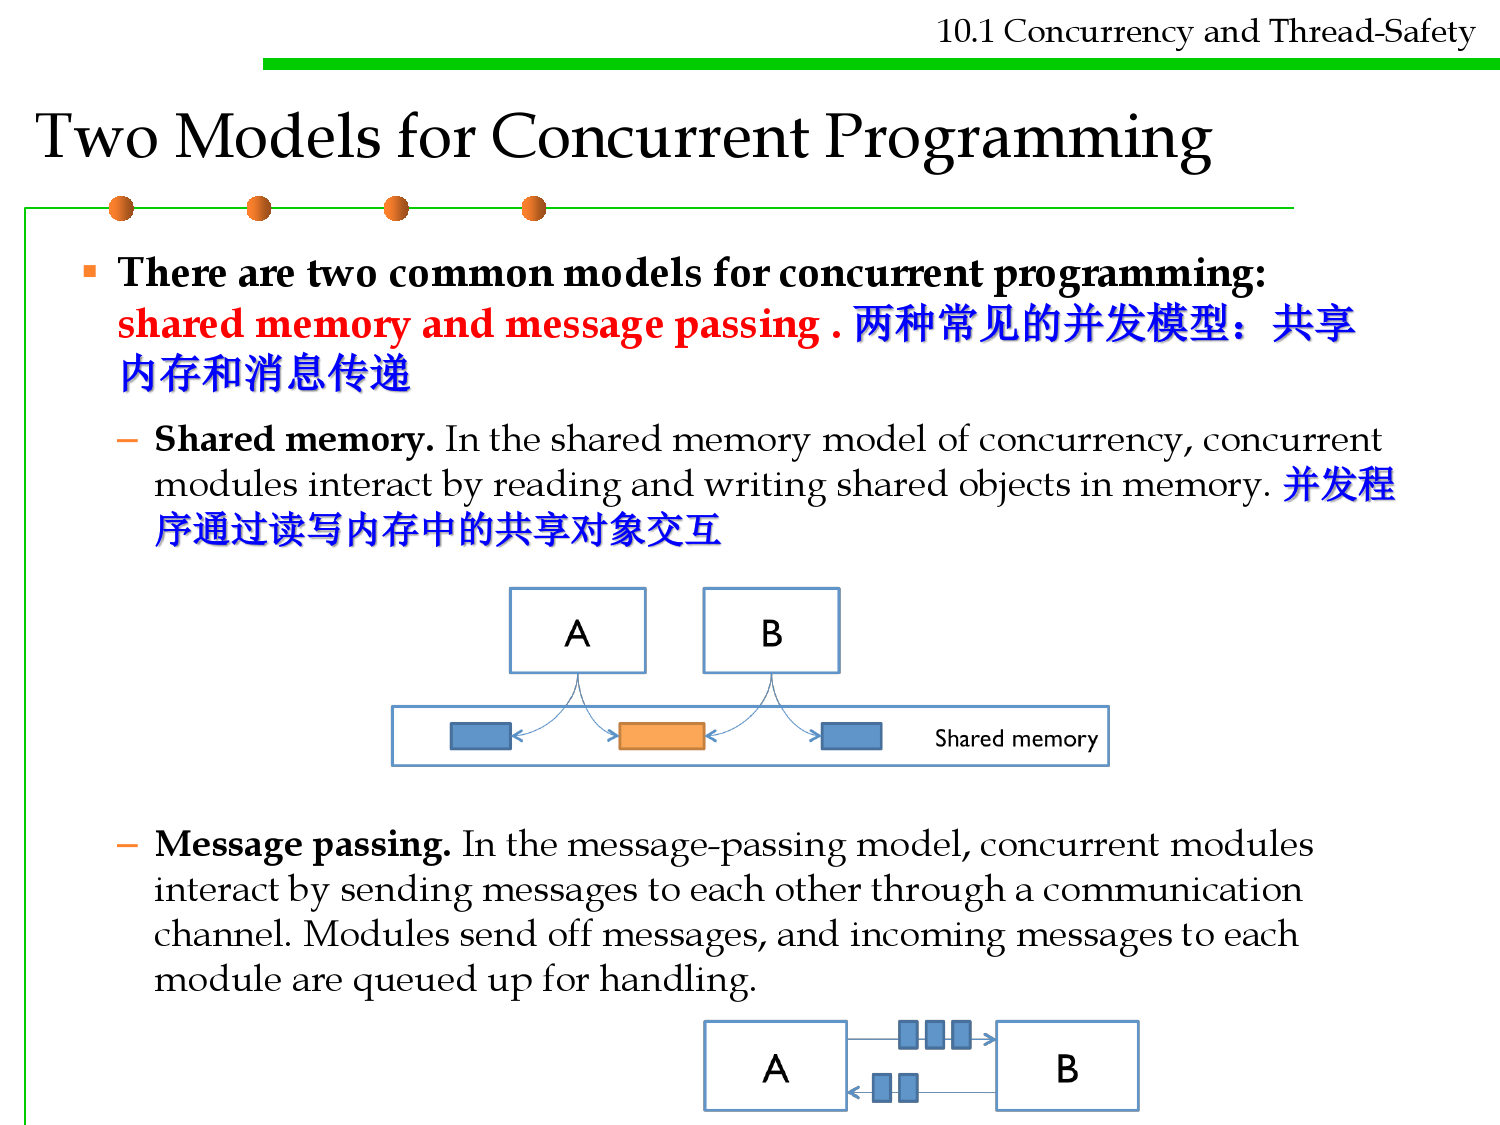 10.1 Concurrency and Thread-Safety
Two Models for Concurrent Programming
▪ There are two common models for concurrent programming:
shared memory and message passing . 两种常见的并发模型：共享
内存和消息传递
– Shared memory. In the shared memory model of concurrency, concurrent
modules interact by reading and writing shared objects in memory. 并发程
序通过读写内存中的共享对象交互
A B
Shared memory
– Message passing. In the message-passing model, concurrent modules
interact by sending messages to each other through a communication
channel. Modules send off messages, and incoming messages to each
module are queued up for handling.
A B